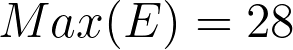 Max(E) = 28